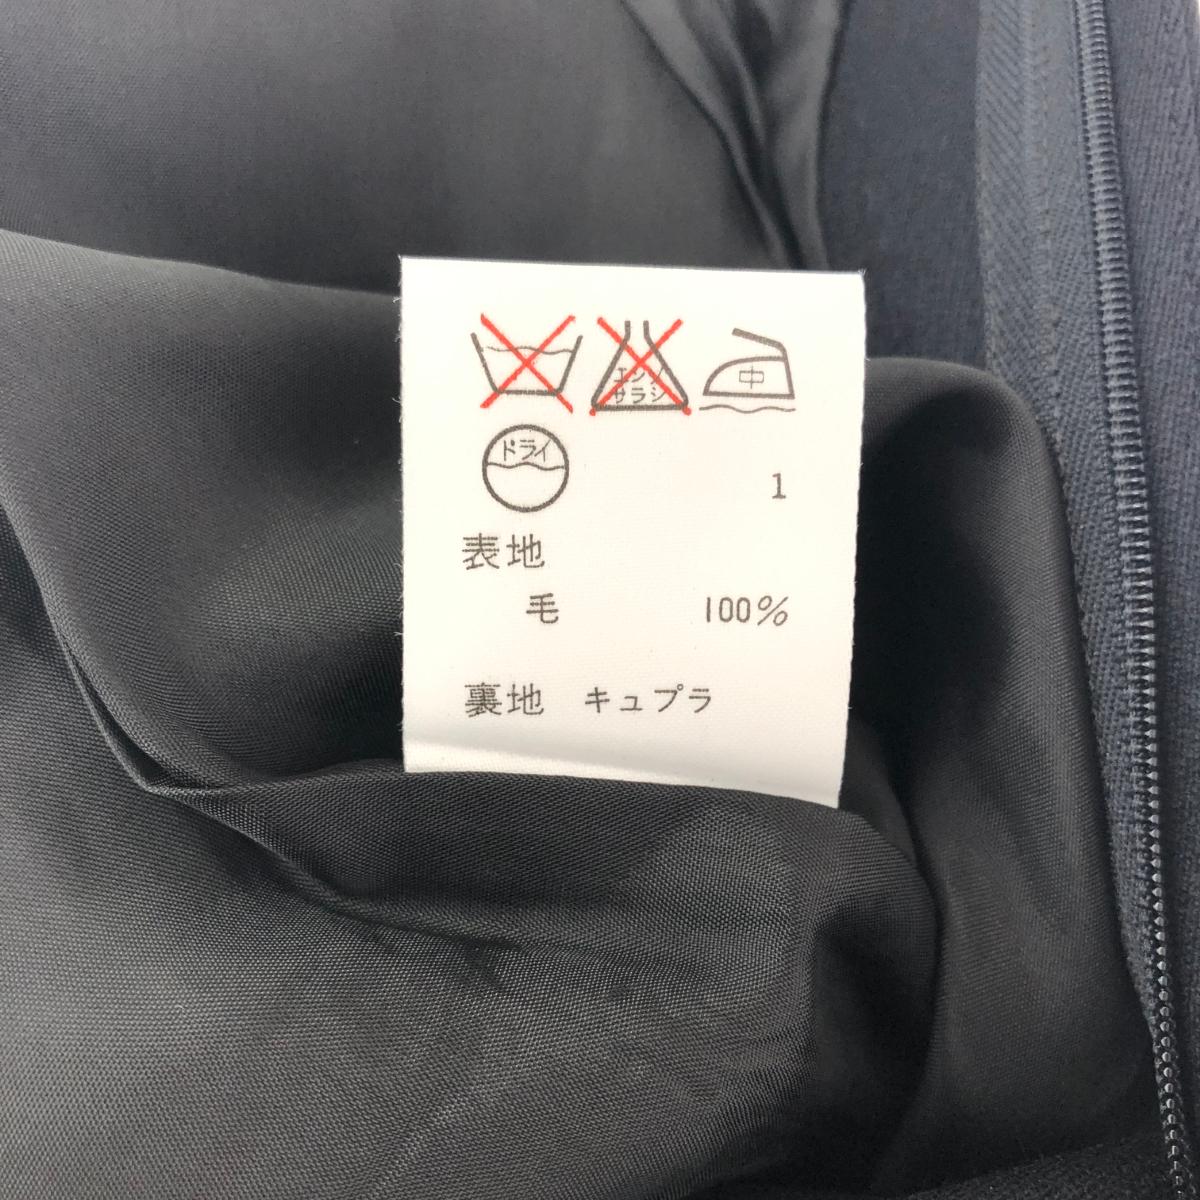 エンソ 中
サラシ
ドライ
1
表地
毛 100%
裏地 キュプラ